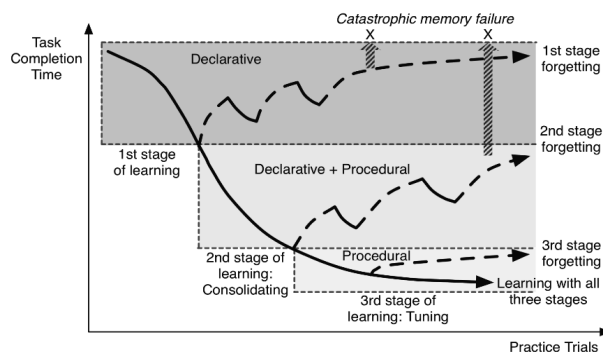 Catastrophic memory failure
X
X
Task
Completion
Time
Declarative
1st stage
forgetting
2nd stage
forgetting
1st stage
of learning
Declarative + Procedural
3rd stage
forgetting
Procedural
2nd stage of
learning:
Consolidating
Learning with all
three stages
3rd stage of
learning: Tuning
Practice Trials